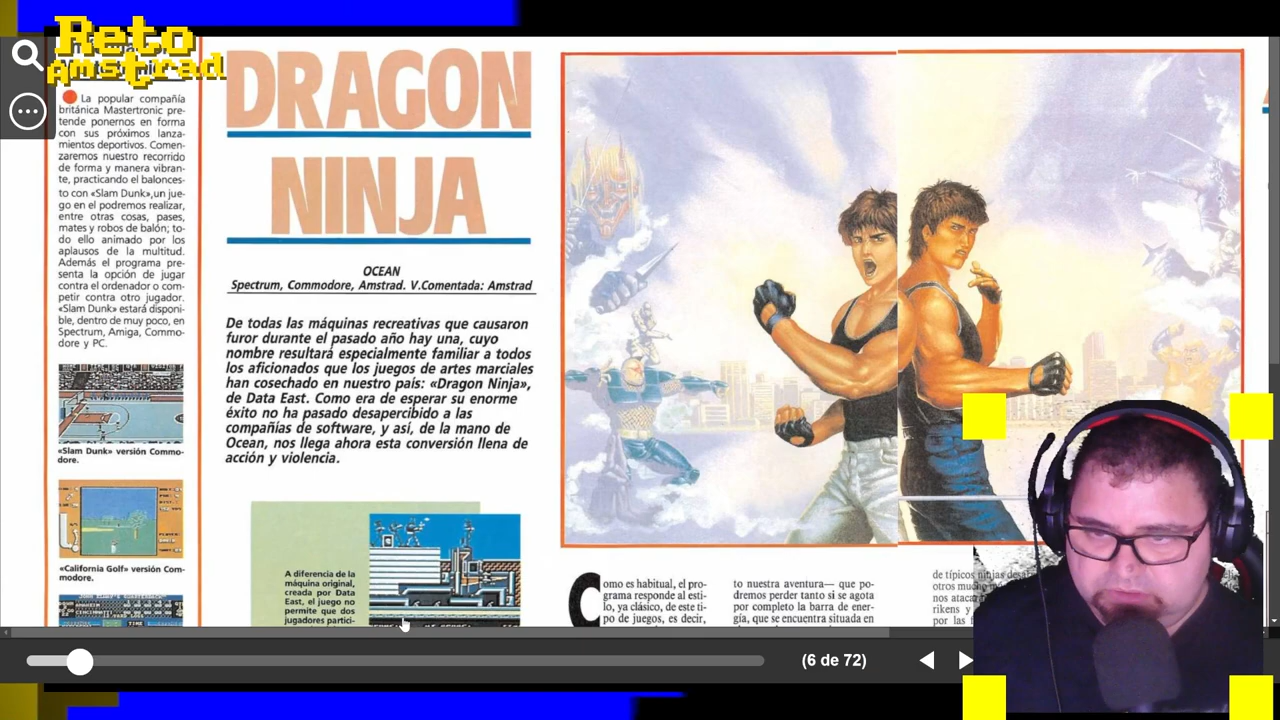 Reto
Amstrad
La popular compañía
británica Mastertronic pre-
tende ponernos en forma
con sus próximos lanza-
mientos deportivos. Comen-
zaremos nuestro recorrido
de forma y manera vibran-
te, practicando el balonces-
to con «Slam Dunk»,un jue-
go en el podremos realizar,
entre otras cosas, pases,
mates y robos de balón; to-
do ello animado por los
aplausos de la multitud.
Además el programa pre-
senta la opción de jugar
contra el ordenador o com-
petir contra otro jugador.
«Slam Dunk» estará disponi-
ble, dentro de muy poco, en
Spectrum, Amiga, Commo-
dore y PC.
«Slam Dunk» versión Commo-
dore.
«California Golf» versión Com-
modore.
DRAGON
NINJA
OCEAN
Spectrum, Commodore, Amstrad. V.Comentada: Amstrad
De todas las máquinas recreativas que causaron
furor durante el pasado año hay una, cuyo
nombre resultará especialmente familiar a todos
los aficionados que los juegos de artes marciales
han cosechado en nuestro país: «Dragon Ninja»,
de Data East. Como era de esperar su enorme
éxito no ha pasado desapercibido a las
compañías de software, y así, de la mano de
Ocean, nos llega ahora esta conversión llena de
acción y violencia.
A diferencia de la
máquina original,
creada por Data
East, el juego no
permite que dos
jugadores partici-
Como es habitual, el pro-
grama responde al esti-
lo, ya clásico, de este ti-
po de juegos, es decir,
to nuestra aventura— que po-
dremos perder tanto si se agota
por completo la barra de ener-
gía, que se encuentra situada en
de típicos ninjas
otros
nos
rikens y
por las
(6 de 72)